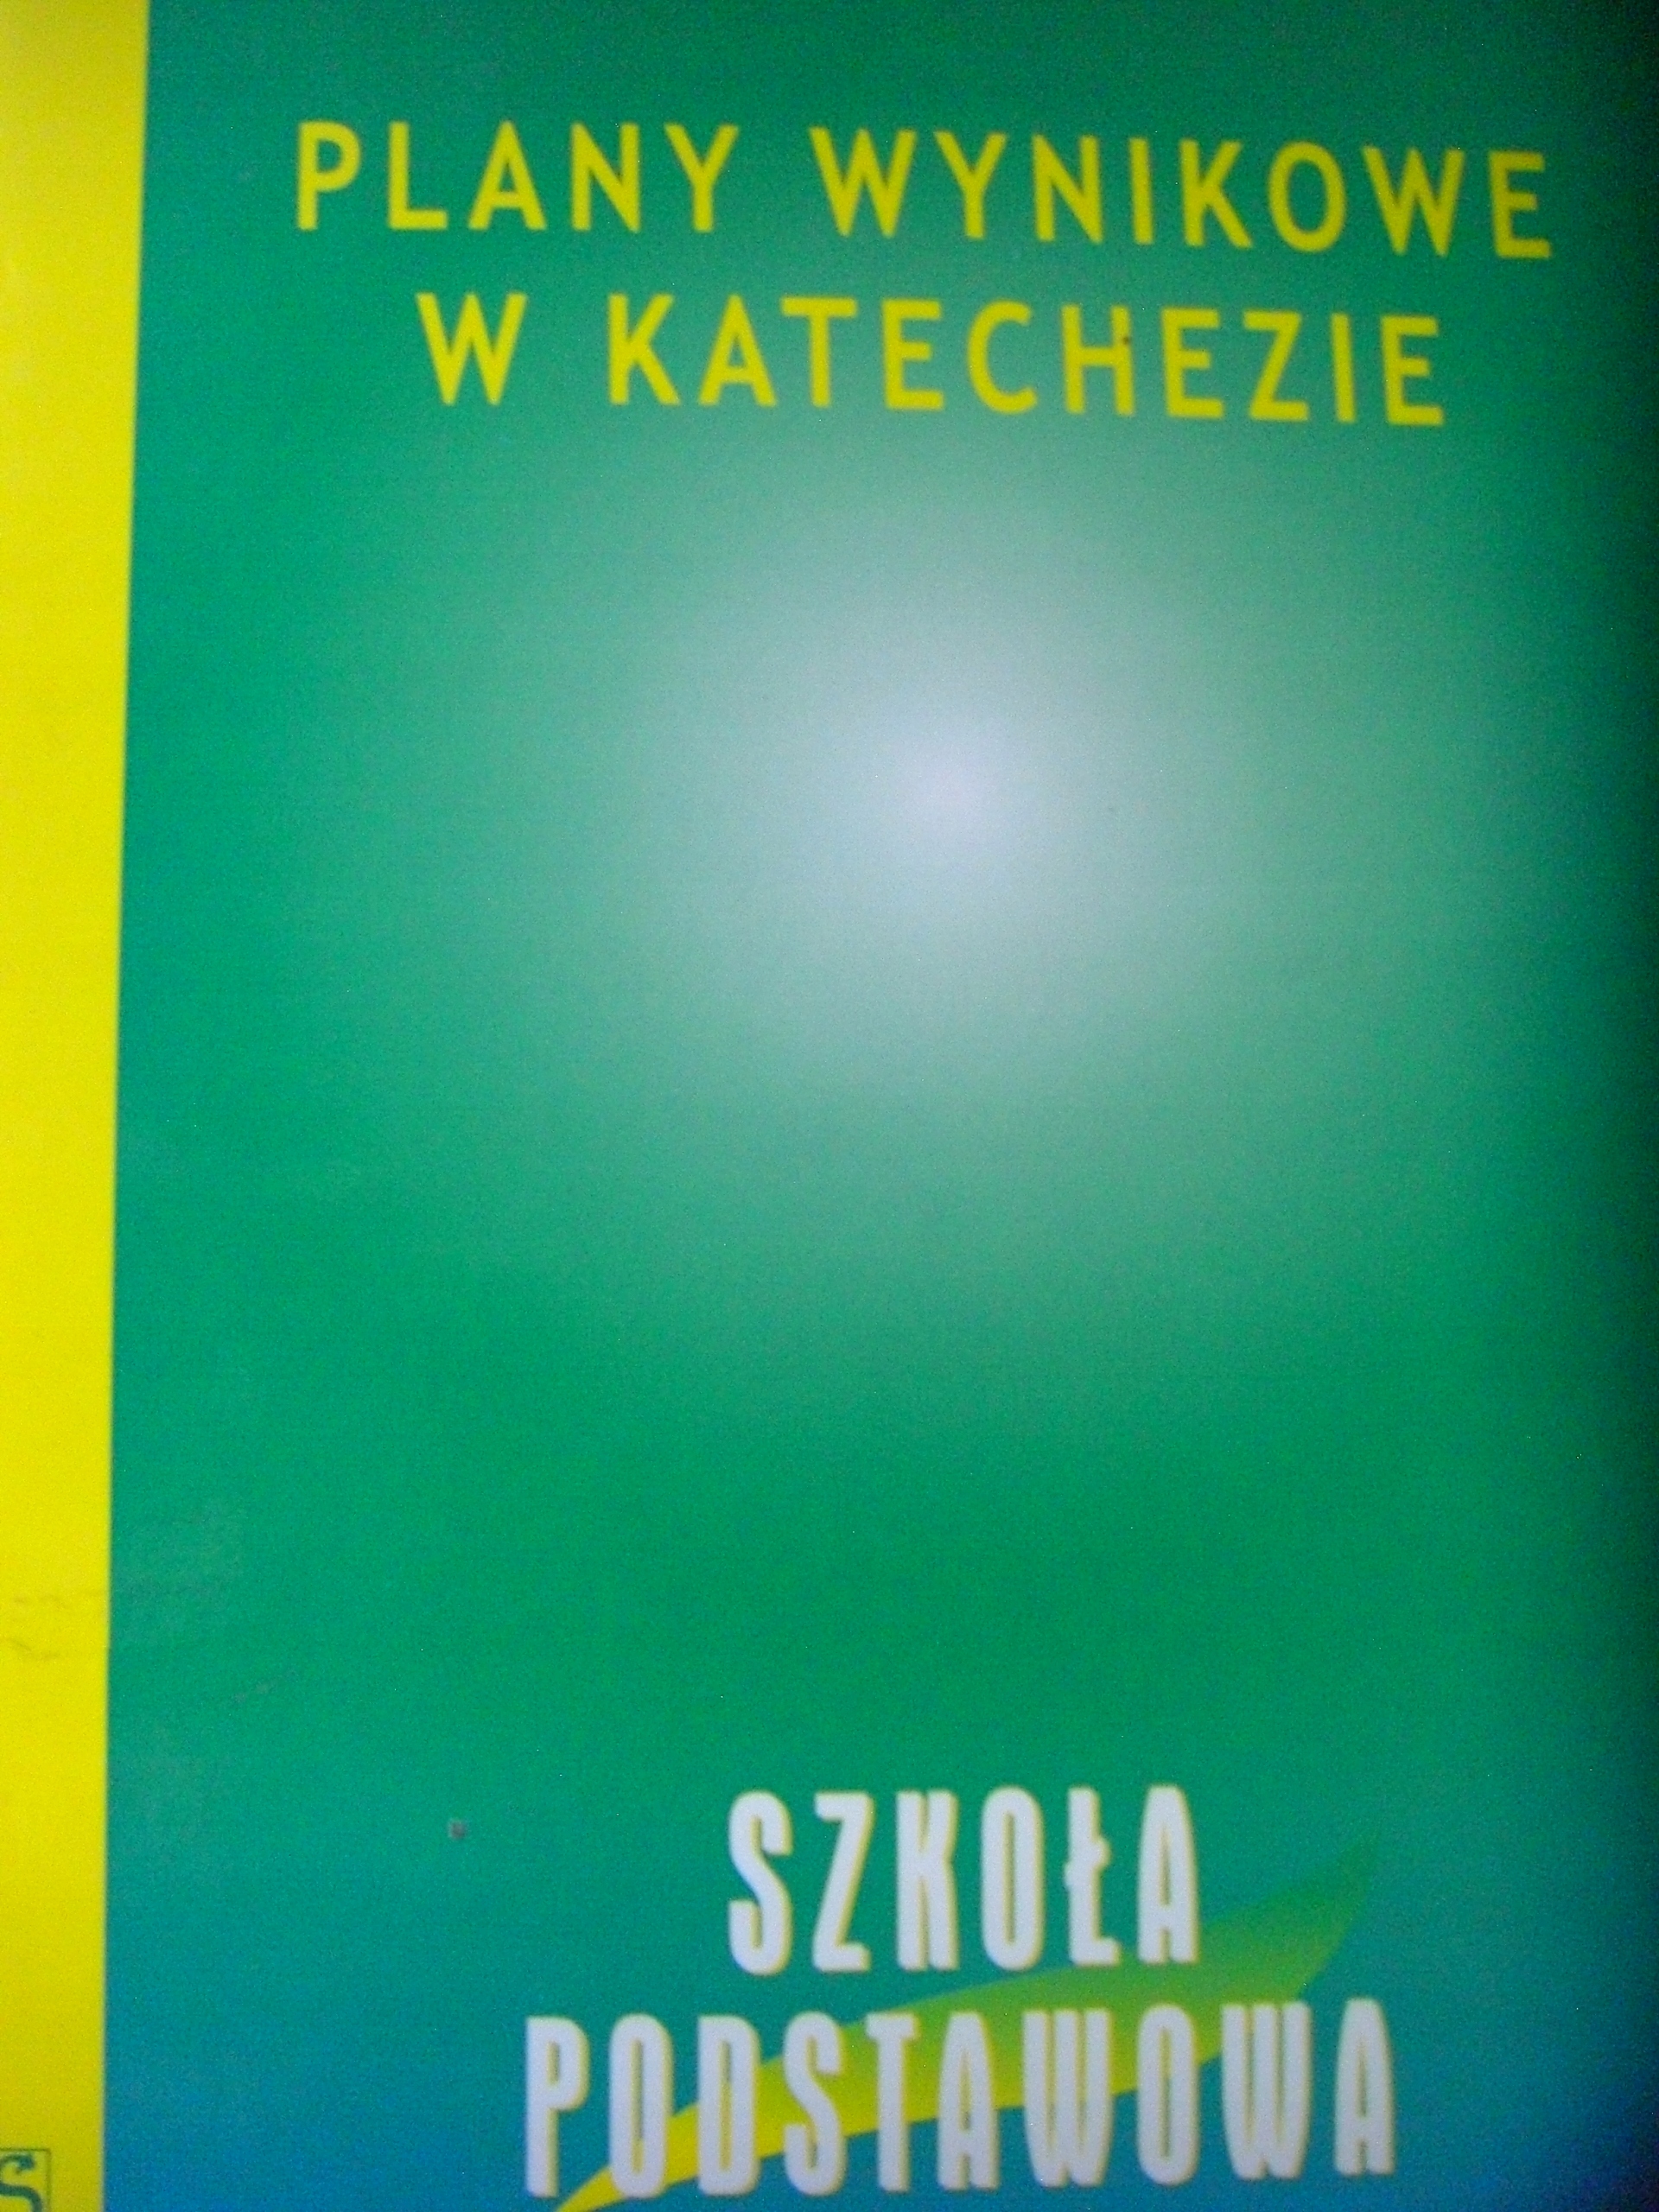 PLANY WYNIKOWE
W KATECHEZIE
SZKOŁA
PODSTAWOWA
S